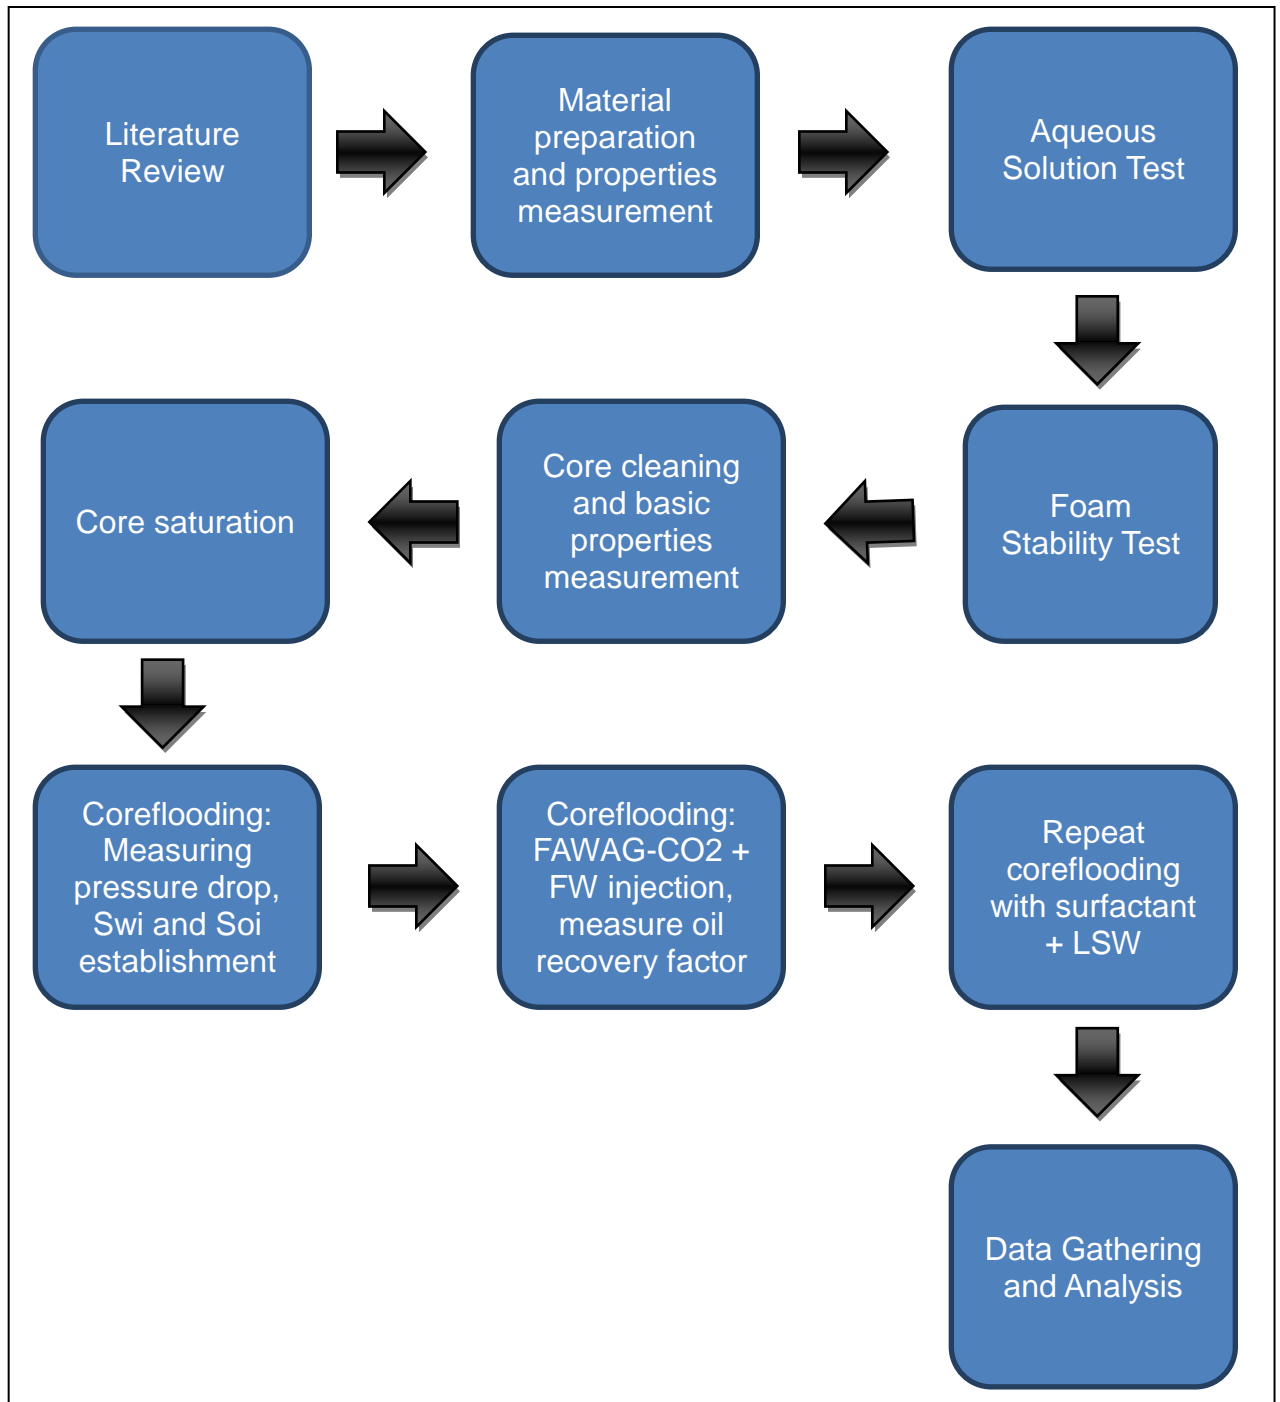 Literature
Review
Material
preparation
and properties
measurement
Aqueous
Solution Test
Foam
Stability Test
Core cleaning
and basic
properties
measurement
Core saturation
Coreflooding:
Measuring
pressure drop,
Swi and Soi
establishment
Coreflooding:
FAWAG-CO2 +
FW injection,
measure oil
recovery factor
Repeat
coreflooding
with surfactant
+ LSW
Data Gathering
and Analysis